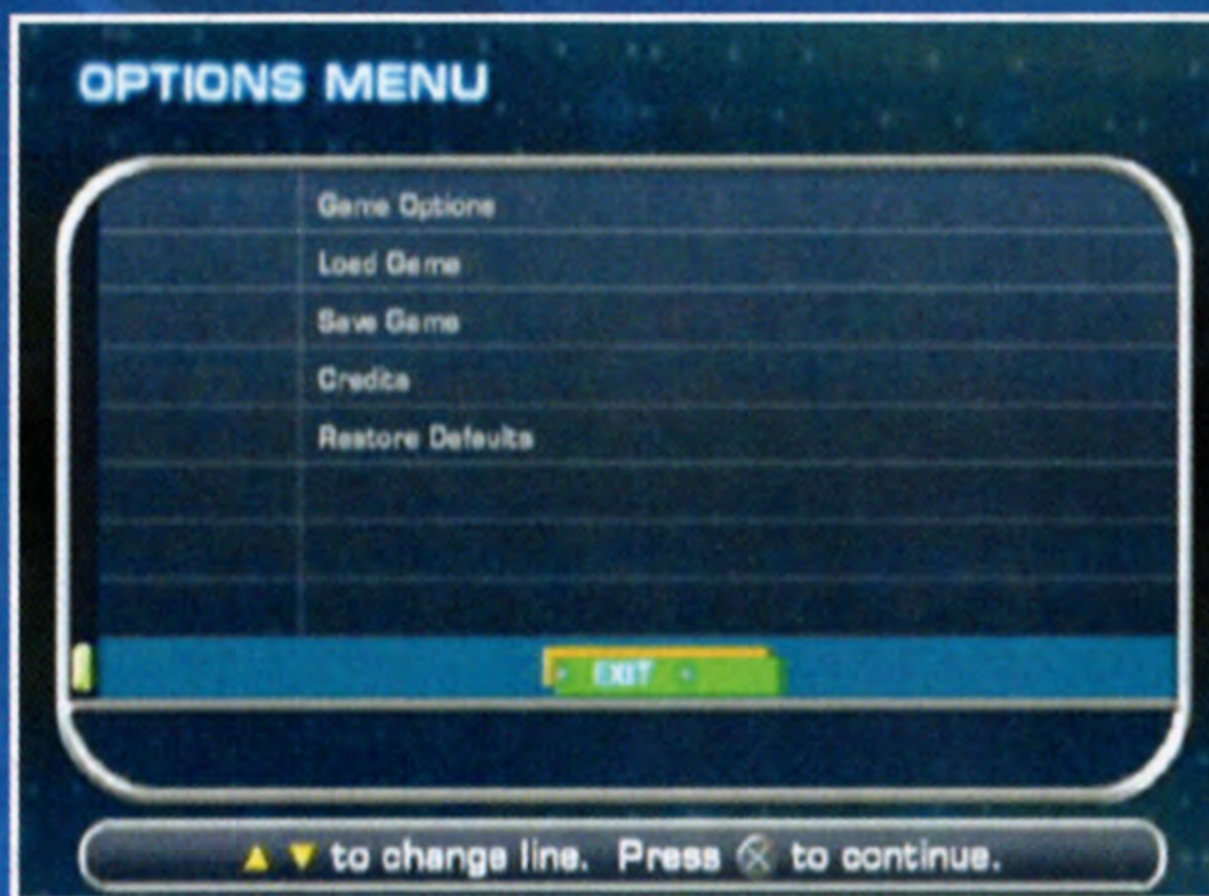 OPTIONS MENU
Game Options
Load Game
Save Game
Credits
Restore Defaults
EXIT
▲ ▼ to change line. Press ⓧ to continue.